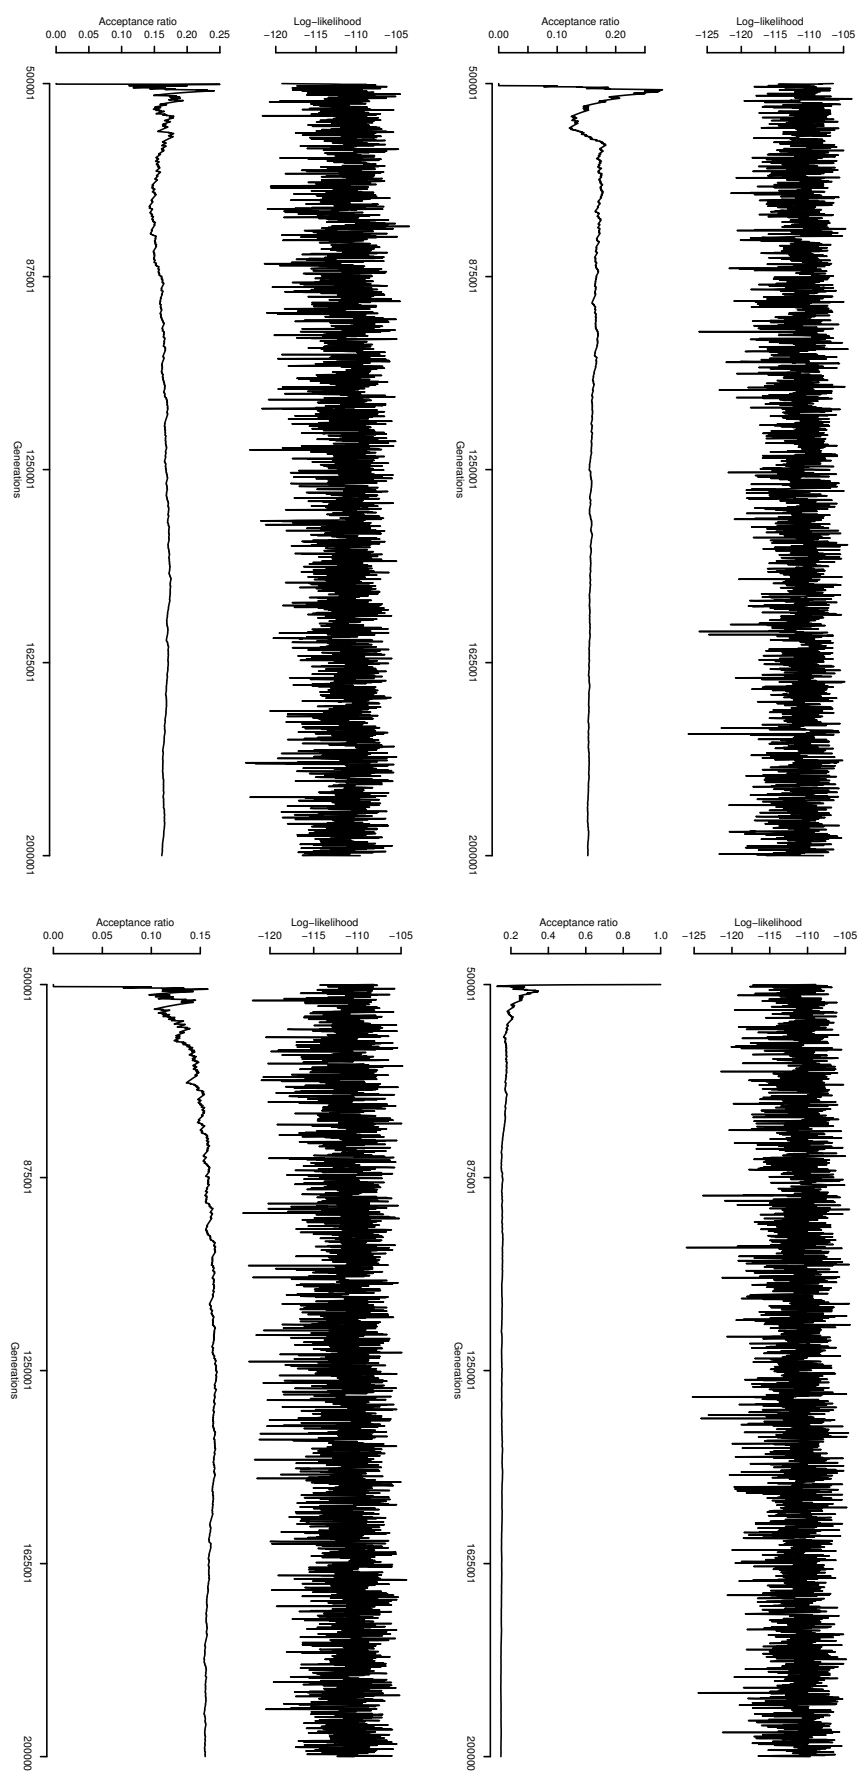 Acceptance ratio
0.00 0.05 0.10 0.15 0.20 0.25
Log−likelihood
−120 −115 −110 −105
500001
875001
1250001
1625001
2000001
Generations
Acceptance ratio
0.00 0.10 0.20
Log−likelihood
−125 −120 −115 −110 −105
500001
875001
1250001
1625001
2000001
Generations
Acceptance ratio
0.00 0.05 0.10 0.15
Log−likelihood
−120 −115 −110 −105
500001
875001
1250001
1625001
200000
Generations
Acceptance ratio
0.2 0.4 0.6 0.8 1.0
Log−likelihood
−125 −120 −115 −110 −105
500001
875001
1250001
1625001
200000
Generations